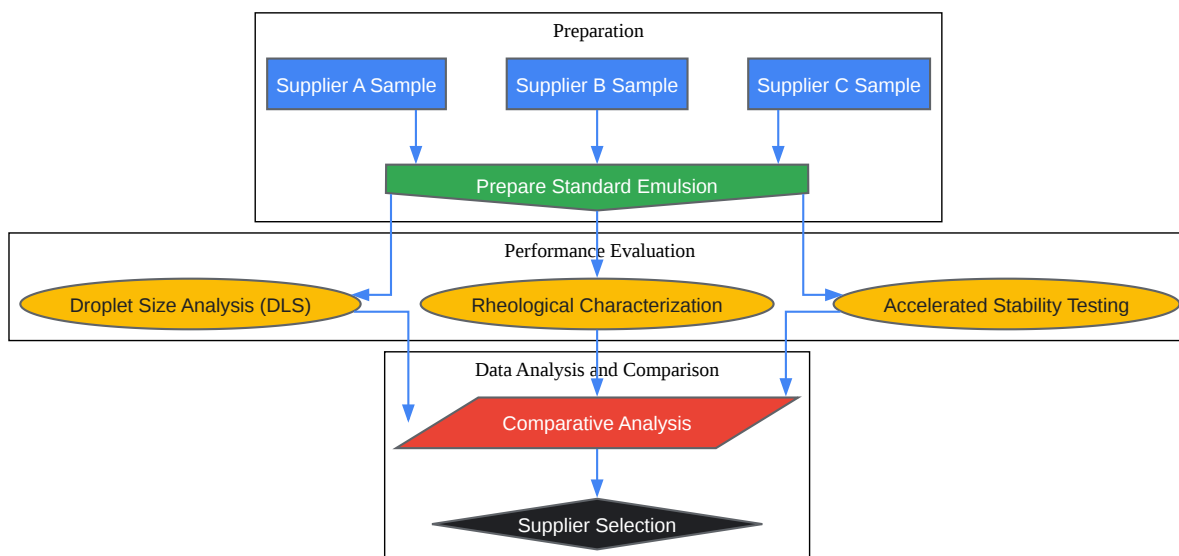 Preparation
Supplier A Sample
Supplier B Sample
Supplier C Sample
Prepare Standard Emulsion
Performance Evaluation
Droplet Size Analysis (DLS)
Rheological Characterization
Accelerated Stability Testing
Data Analysis and Comparison
Comparative Analysis
Supplier Selection